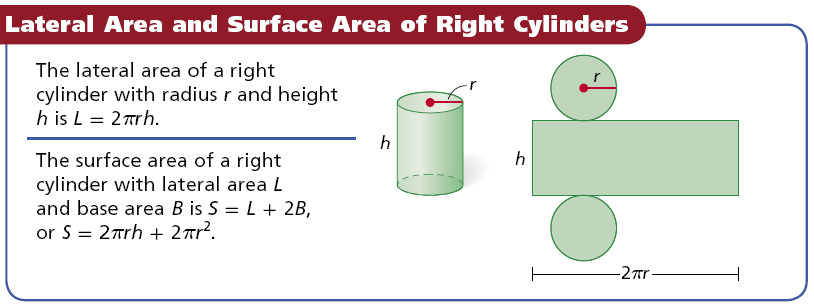 Lateral Area and Surface Area of Right Cylinders
The lateral area of a right
cylinder with radius r and height
h is L = 2πrh.
The surface area of a right
cylinder with lateral area L
and base area B is S = L + 2B,
or S = 2πrh + 2πr².
r
h
r
h
2πr